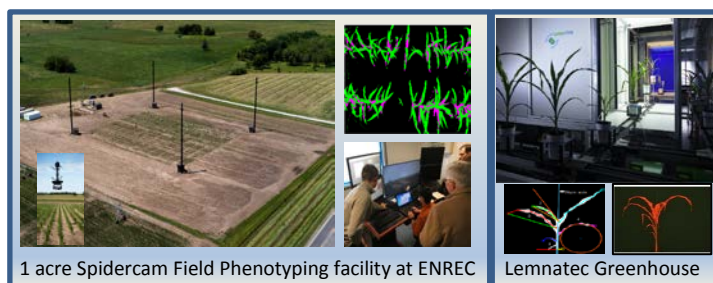 1 acre Spidercam Field Phenotyping facility at ENREC
Lemnatec Greenhouse